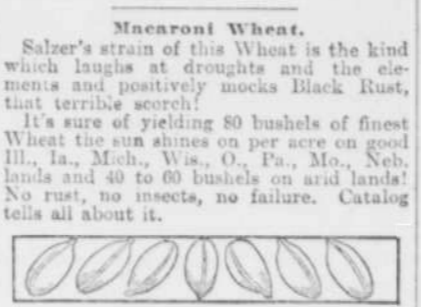 Macaroni Wheat.
Salzer's strain of this Wheat is the kind
which laughs at droughts and the ele-
ments and positively mocks Black Rust,
that terrible scorch!
It's sure of yielding 80 bushels of finest
Wheat the sun shines on per acre on good
Ill., Ia., Mich., Wis., O., Pa., Mo., Neb.
lands and 40 to 60 bushels on arid lands!
No rust, no insects, no failure. Catalog
tells all about it.